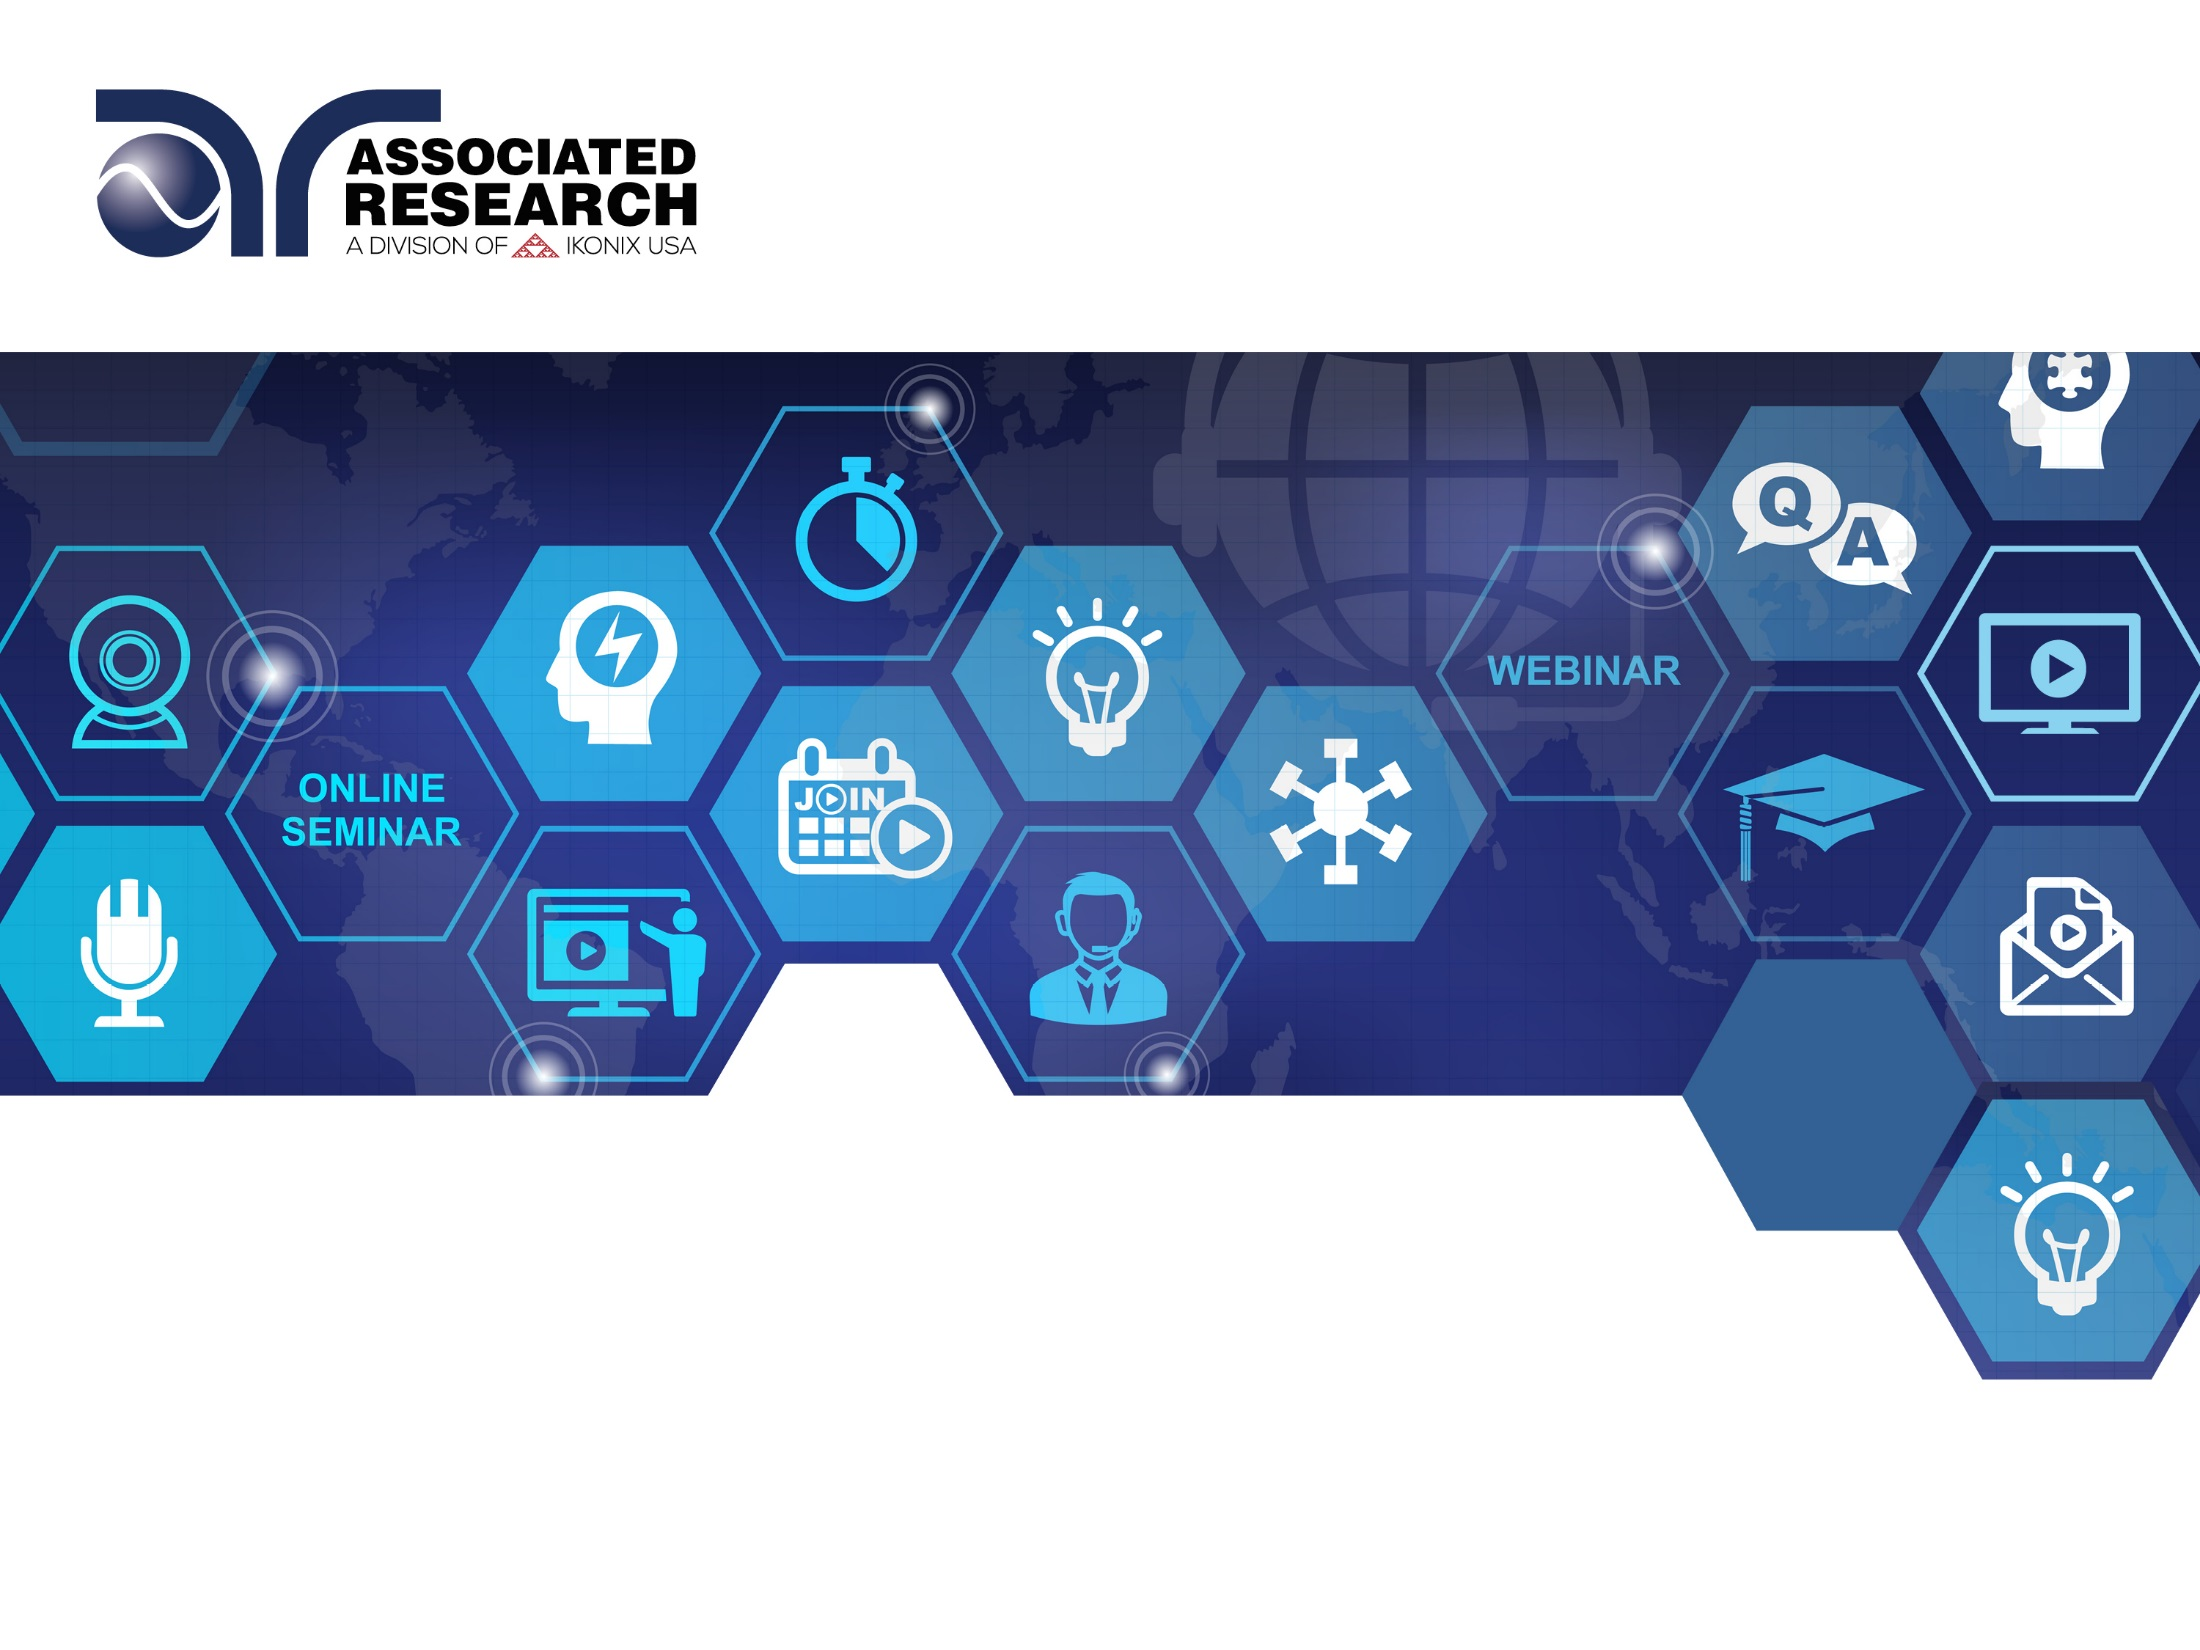 ASSOCIATED
RESEARCH
A DIVISION OF IKONIX USA
Q
A
WEBINAR
ONLINE
SEMINAR
JOIN